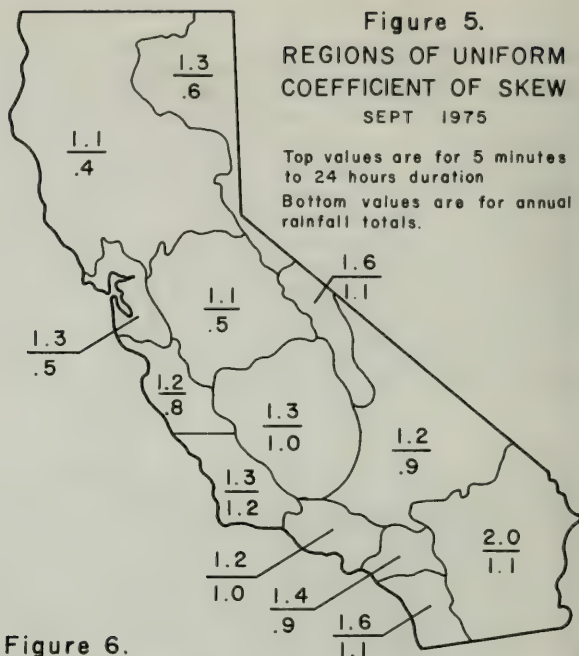 Figure 5.
REGIONS OF UNIFORM
COEFFICIENT OF SKEW
SEPT 1975
Top values are for 5 minutes
to 24 hours duration
Bottom values are for annual
rainfall totals.
1.3
.6
1.1
.4
1.6
1.1
1.1
.5
1.3
.5
1.2
.8
1.3
1.0
1.2
.9
1.3
1.2
2.0
1.1
1.2
1.0
1.4
.9
1.6
1.1
Figure 6.